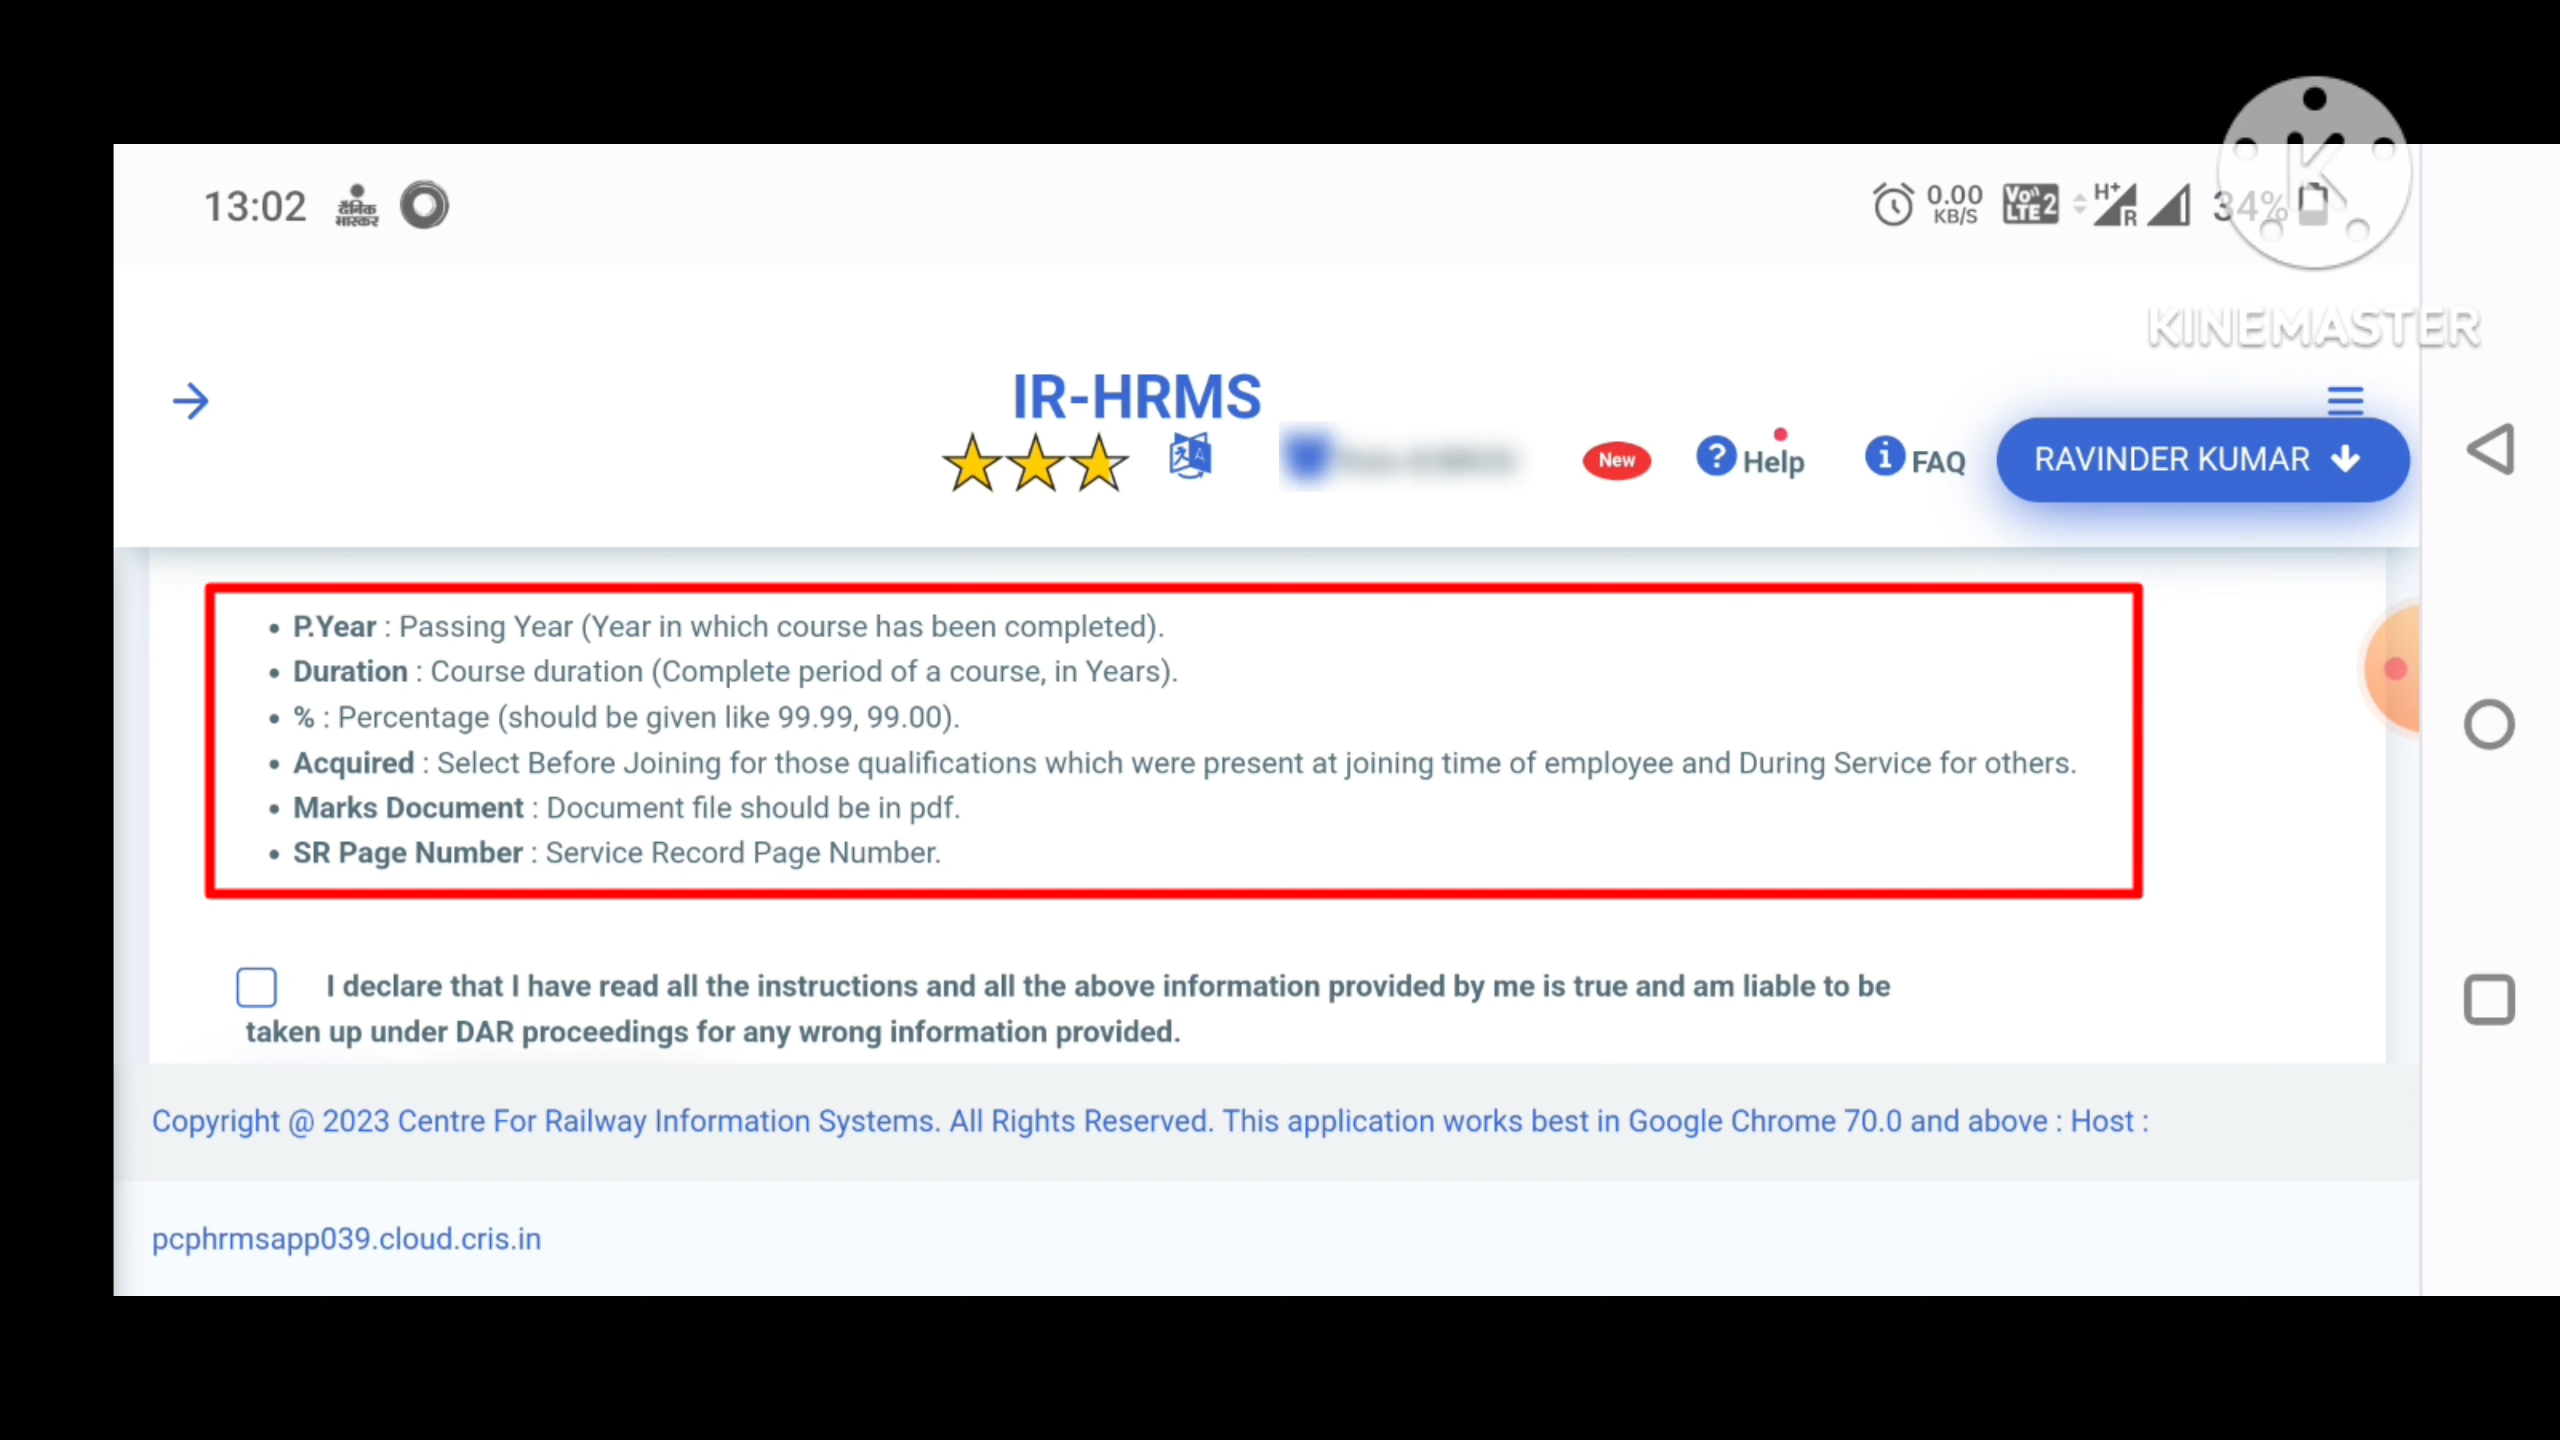 13:02
दैनिक
भास्कर
0.00
KB/S
Vo))
LTE 2
H+
R
34%
K
KINEMASTER
IR-HRMS
New
Help
FAQ
RAVINDER KUMAR
• P.Year : Passing Year (Year in which course has been completed).
• Duration : Course duration (Complete period of a course, in Years).
• % : Percentage (should be given like 99.99, 99.00).
• Acquired : Select Before Joining for those qualifications which were present at joining time of employee and During Service for others.
• Marks Document : Document file should be in pdf.
• SR Page Number : Service Record Page Number.
I declare that I have read all the instructions and all the above information provided by me is true and am liable to be
taken up under DAR proceedings for any wrong information provided.
Copyright @ 2023 Centre For Railway Information Systems. All Rights Reserved. This application works best in Google Chrome 70.0 and above : Host :
pcphrmsapp039.cloud.cris.in